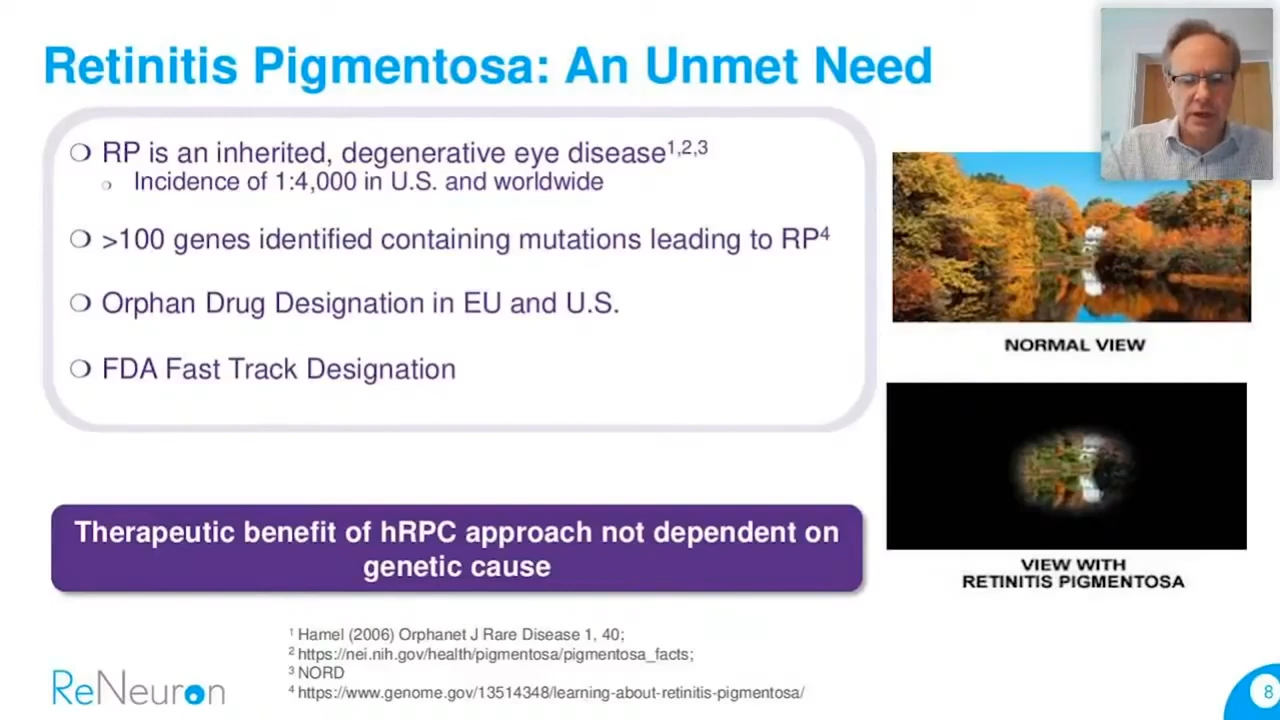 Retinitis Pigmentosa: An Unmet Need
❍ RP is an inherited, degenerative eye disease1,2,3
○ Incidence of 1:4,000 in U.S. and worldwide
❍ >100 genes identified containing mutations leading to RP4
❍ Orphan Drug Designation in EU and U.S.
❍ FDA Fast Track Designation
NORMAL VIEW
VIEW WITH
RETINITIS PIGMENTOSA
Therapeutic benefit of hRPC approach not dependent on
genetic cause
1 Hamel (2006) Orphanet J Rare Disease 1, 40;
2 https://nei.nih.gov/health/pigmentosa/pigmentosa_facts;
3 NORD
4 https://www.genome.gov/13514348/learning-about-retinitis-pigmentosa/
ReNeuron
8